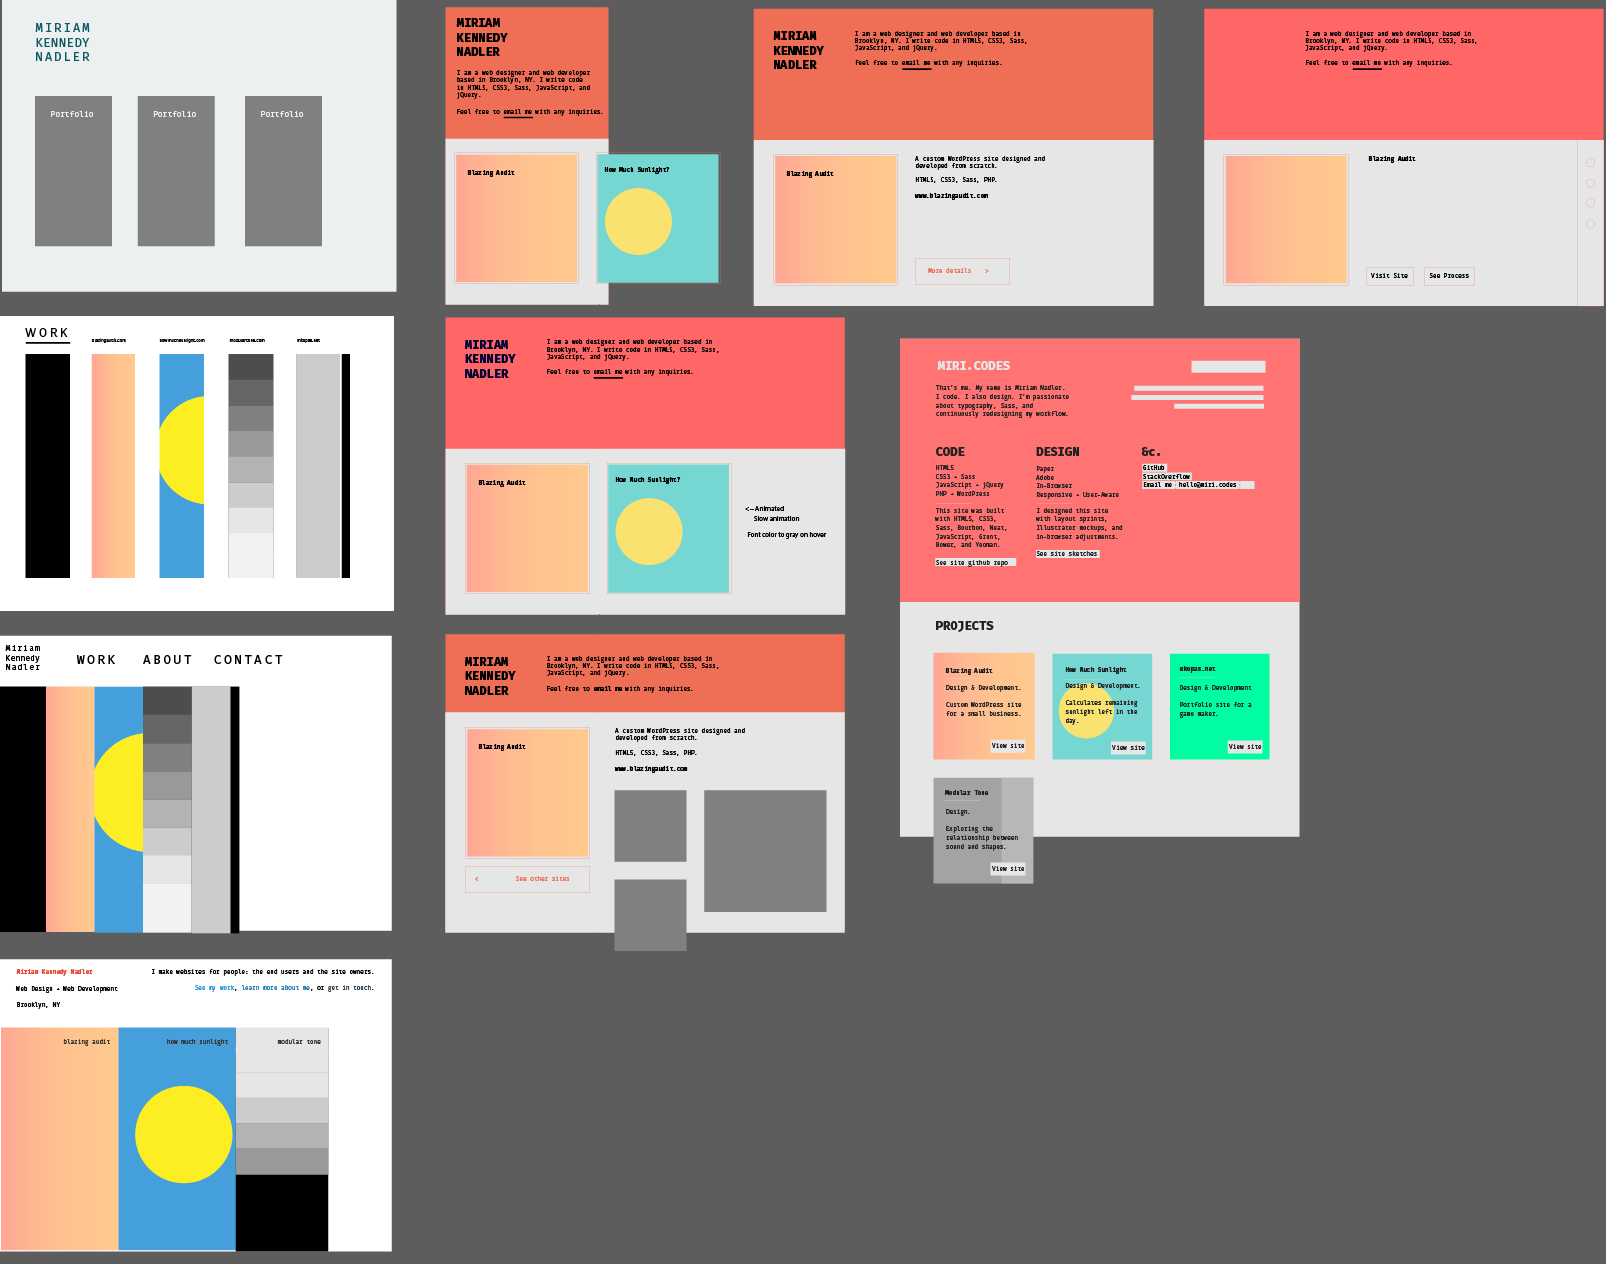 MIRIAM
KENNEDY
NADLER
Portfolio
Portfolio
Portfolio
WORK
blazingaudit.com
howmuchsunlight.com
modulartone.com
mkopas.net
Miriam
Kennedy
Nadler
WORK ABOUT CONTACT
Miriam Kennedy Nadler
Web Design + Web Development
Brooklyn, NY
I make websites for people: the end users and the site owners.
See my work, learn more about me, or get in touch.
blazing audit
how much sunlight
modular tone
MIRIAM
KENNEDY
NADLER
I am a web designer and web developer
based in Brooklyn, NY. I write code
in HTML5, CSS3, Sass, JavaScript, and
jQuery.
Feel free to email me with any inquiries.
Blazing Audit
How Much Sunlight?
MIRIAM
KENNEDY
NADLER
I am a web designer and web developer based in
Brooklyn, NY. I write code in HTML5, CSS3, Sass,
JavaScript, and jQuery.
Feel free to email me with any inquiries.
Blazing Audit
A custom WordPress site designed and
developed from scratch.
HTML5, CSS3, Sass, PHP.
www.blazingaudit.com
More details >
I am a web designer and web developer based in
Brooklyn, NY. I write code in HTML5, CSS3, Sass,
JavaScript, and jQuery.
Feel free to email me with any inquiries.
Blazing Audit
Visit Site
See Process
MIRIAM
KENNEDY
NADLER
I am a web designer and web developer based in
Brooklyn, NY. I write code in HTML5, CSS3, Sass,
JavaScript, and jQuery.
Feel free to email me with any inquiries.
Blazing Audit
How Much Sunlight?
<-- Animated
Slow animation
Font color to gray on hover
MIRIAM
KENNEDY
NADLER
I am a web designer and web developer based in
Brooklyn, NY. I write code in HTML5, CSS3, Sass,
JavaScript, and jQuery.
Feel free to email me with any inquiries.
Blazing Audit
< See other sites
A custom WordPress site designed and
developed from scratch.
HTML5, CSS3, Sass, PHP.
www.blazingaudit.com
MIRI.CODES
That's me. My name is Miriam Nadler.
I code. I also design. I'm passionate
about typography, Sass, and
continuously redesigning my workflow.
CODE
HTML5
CSS3 + Sass
JavaScript + jQuery
PHP + WordPress
This site was built
with HTML5, CSS3,
Sass, Bourbon, Neat,
JavaScript, Grunt,
Bower, and Yeoman.
See site github repo
DESIGN
Paper
Adobe
In-Browser
Responsive + User-Aware
I designed this site
with layout sprints,
Illustrator mockups, and
in-browser adjustments.
See site sketches
&c.
GitHub
StackOverflow
Email me - hello@miri.codes
PROJECTS
Blazing Audit
Design & Development.
Custom WordPress site
for a small business.
View site
How Much Sunlight
Design & Development.
Calculates remaining
sunlight left in the
day.
View site
mkopas.net
Design & Development
Portfolio site for a
game maker.
View site
Modular Tone
Design.
Exploring the
relationship between
sound and shapes.
View site